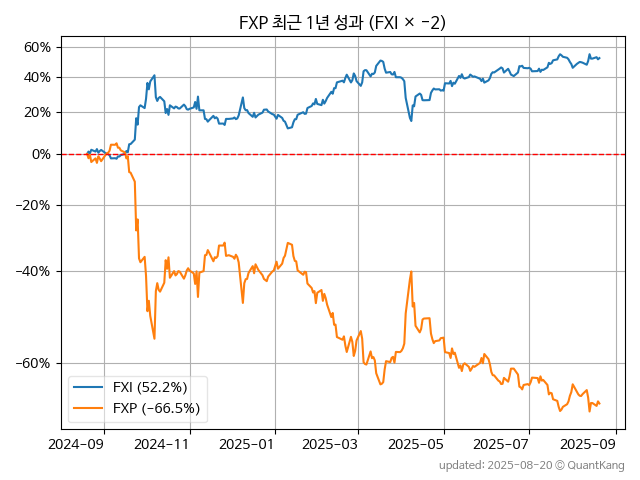 FXP 최근 1년 성과 (FXI × −2)
60%
40%
20%
0%
−20%
−40%
−60%
FXI (52.2%)
FXP (−66.5%)
2024-09 2024-11 2025-01 2025-03 2025-05 2025-07 2025-09
updated: 2025-08-20 © QuantKang